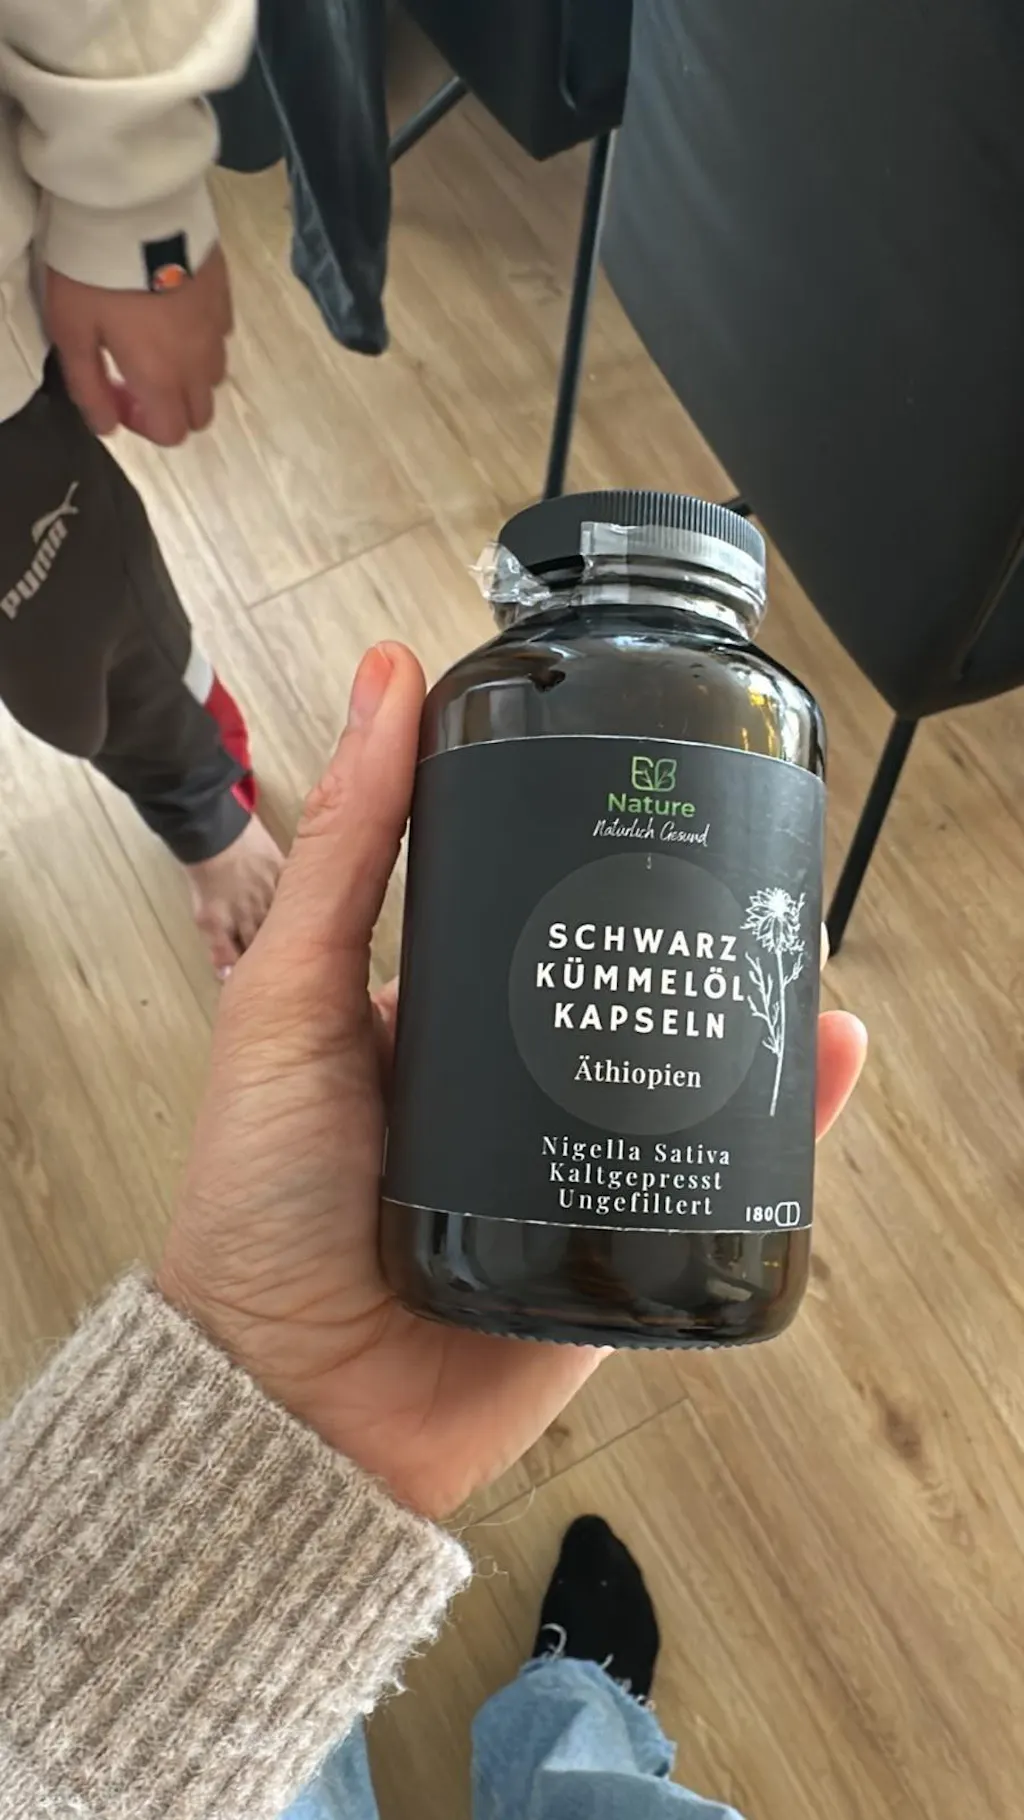 PUMA
Nature
Natürlich Gesund
SCHWARZ
KÜMMELÖL
KAPSELN
Äthiopien
Nigella Sativa
Kaltgepresst
Ungefiltert
180